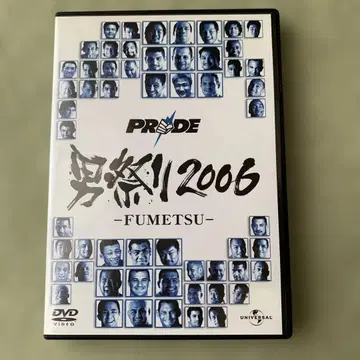 PRIDE
男祭り2006
-FUMETSU-
DVD
VIDEO
UNIVERSAL